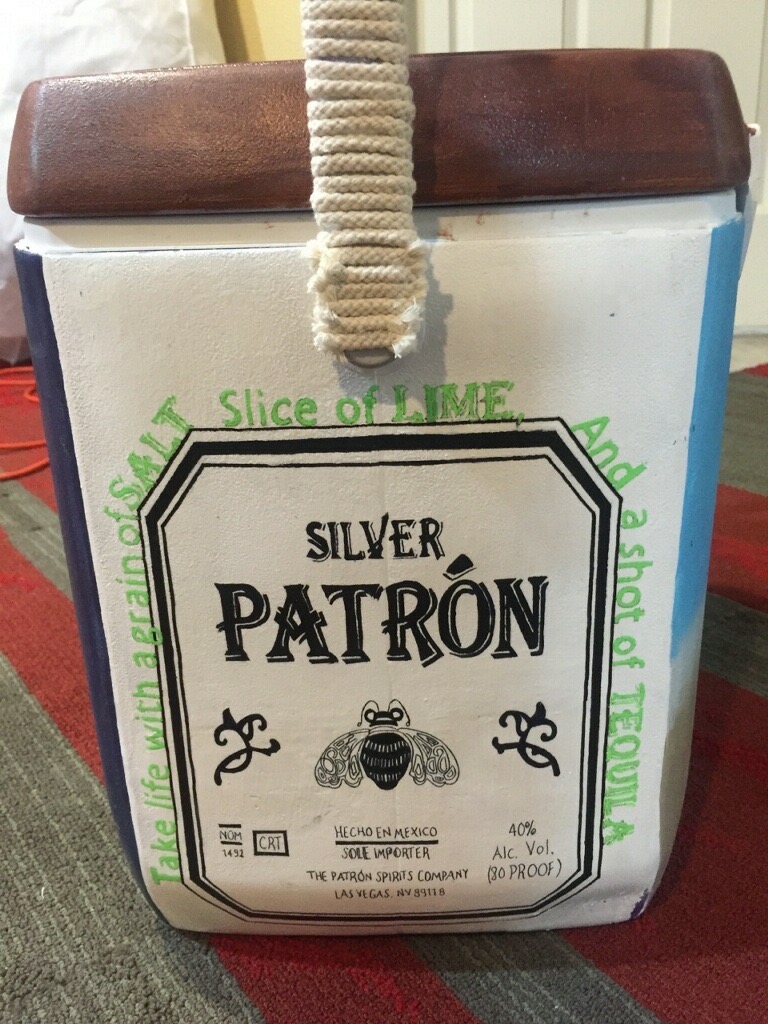 Take life with a grain of SALT
Slice of LIME,
And a shot of TEQUILA
SILVER
PATRÓN
NOM
1492
CRT
HECHO EN MEXICO
SOLE IMPORTER
THE PATRÓN SPIRITS COMPANY
LAS VEGAS, NV 89118
40%
Alc. Vol.
(80 PROOF)